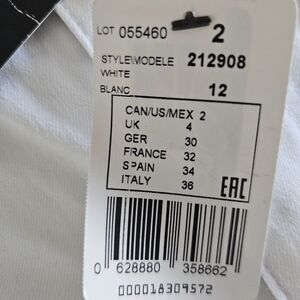 LOT 055460 2
STYLE\MODELE 212908
WHITE
BLANC 12
CAN/US/MEX 2
UK 4
GER 30
FRANCE 32
SPAIN 34
ITALY 36
EAC
0 628880 358662
000018309572